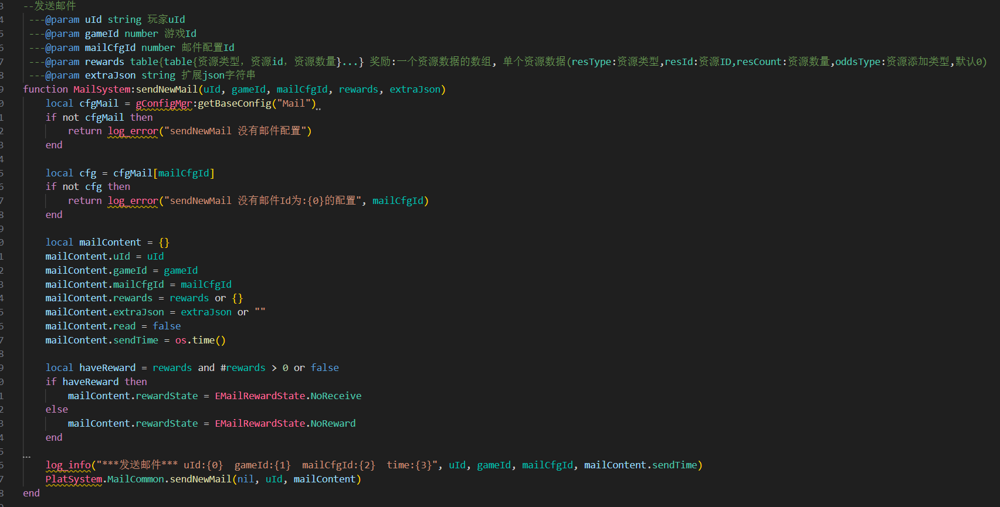 --发送邮件
---@param uId string 玩家uId
---@param gameId number 游戏Id
---@param mailCfgId number 邮件配置Id
---@param rewards table{table{资源类型，资源id，资源数量}...} 奖励:一个资源数据的数组, 单个资源数据(resType:资源类型,resId:资源ID,resCount:资源数量,oddsType:资源添加类型,默认0)
---@param extraJson string 扩展json字符串
function MailSystem:sendNewMail(uId, gameId, mailCfgId, rewards, extraJson)
    local cfgMail = gConfigMgr:getBaseConfig("Mail")
    if not cfgMail then
        return log_error("sendNewMail 没有邮件配置")
    end

    local cfg = cfgMail[mailCfgId]
    if not cfg then
        return log_error("sendNewMail 没有邮件Id为:{0}的配置", mailCfgId)
    end

    local mailContent = {}
    mailContent.uId = uId
    mailContent.gameId = gameId
    mailContent.mailCfgId = mailCfgId
    mailContent.rewards = rewards or {}
    mailContent.extraJson = extraJson or ""
    mailContent.read = false
    mailContent.sendTime = os.time()

    local haveReward = rewards and #rewards > 0 or false
    if haveReward then
        mailContent.rewardState = EMailRewardState.NoReceive
    else
        mailContent.rewardState = EMailRewardState.NoReward
    end

    log_info("***发送邮件*** uId:{0}  gameId:{1}  mailCfgId:{2}  time:{3}", uId, gameId, mailCfgId, mailContent.sendTime)
    PlatSystem.MailCommon.sendNewMail(nil, uId, mailContent)
end